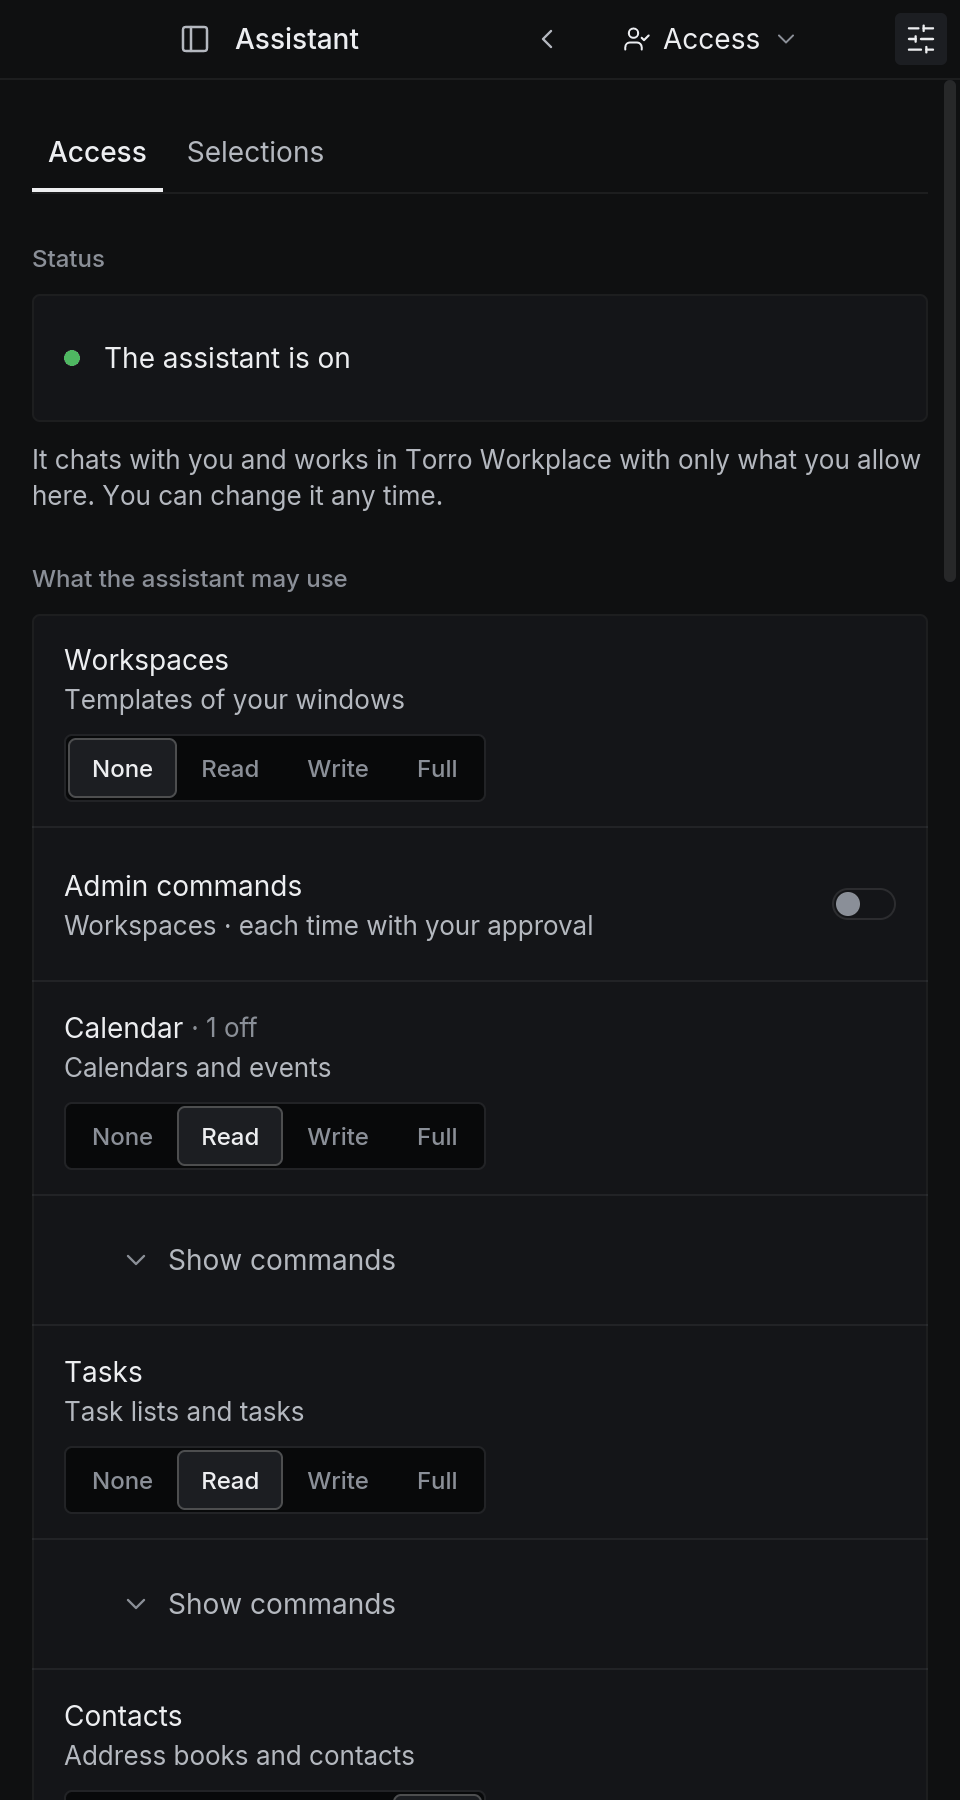 Assistant
Access
Access
Selections
Status
The assistant is on
It chats with you and works in Torro Workplace with only what you allow
here. You can change it any time.
What the assistant may use
Workspaces
Templates of your windows
None Read Write Full
Admin commands
Workspaces · each time with your approval
Calendar · 1 off
Calendars and events
None Read Write Full
Show commands
Tasks
Task lists and tasks
None Read Write Full
Show commands
Contacts
Address books and contacts